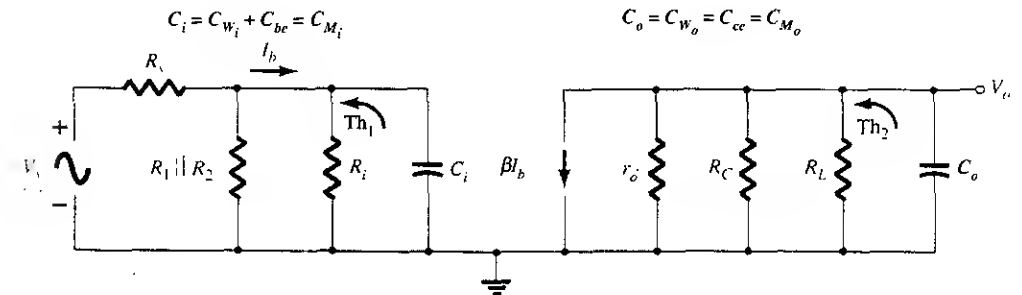 C_i = C_{W_i} + C_{be} = C_{M_i}
C_o = C_{W_o} = C_{ce} = C_{M_o}
I_b
R_s
V_o
Th_1
Th_2
+
V_s
R_1 || R_2
R_i
C_i
βI_b
r_o
R_C
R_L
C_o
−